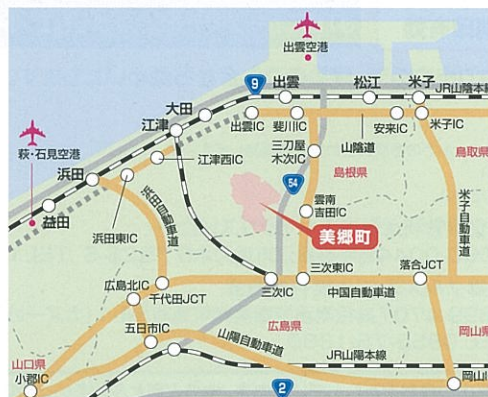 出雲空港
9
出雲
松江
米子
JR山陰本線
大田
江津
出雲IC
斐川IC
安来IC
米子IC
山陰道
萩・石見空港
三刀屋
木次IC
島根県
鳥取県
江津西IC
浜田
54
浜田自動車道
雲南
吉田IC
米子自動車道
益田
浜田東IC
美郷町
広島北IC
千代田JCT
三次IC
三次東IC
中国自動車道
落合JCT
五日市IC
広島県
岡山県
山口県
山陽自動車道
JR山陽本線
小郡IC
2
岡山I